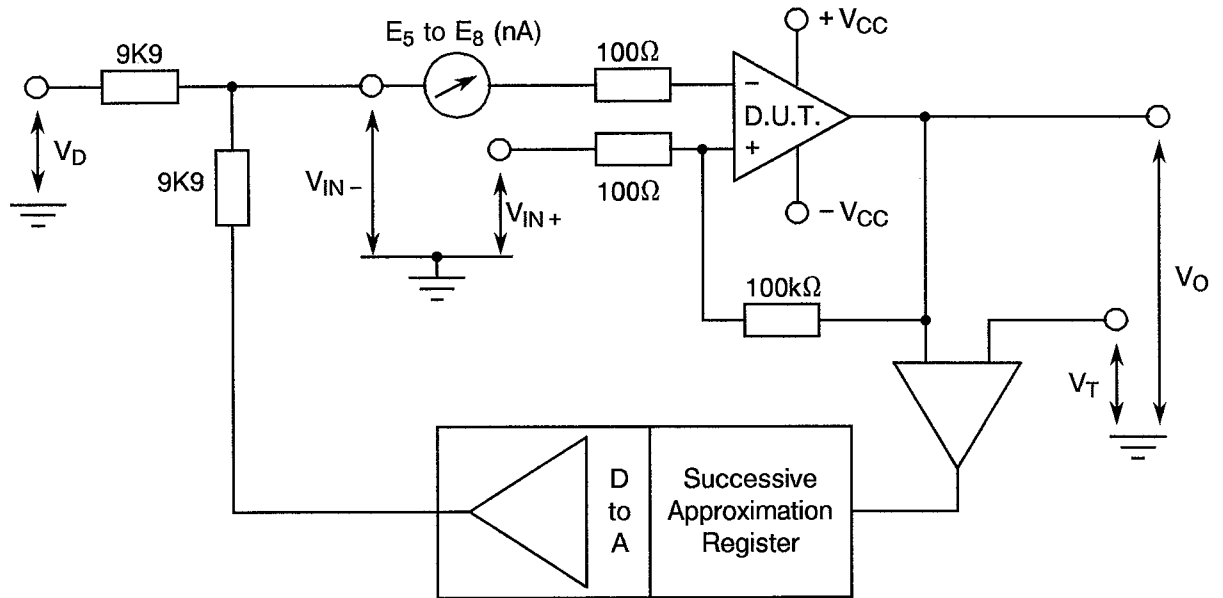 E5 to E8 (nA)
+ VCC
9K9
100Ω
−
D.U.T.
+
VD
9K9
VIN −
100Ω
VIN +
− VCC
100kΩ
VO
VT
D
to
A
Successive
Approximation
Register